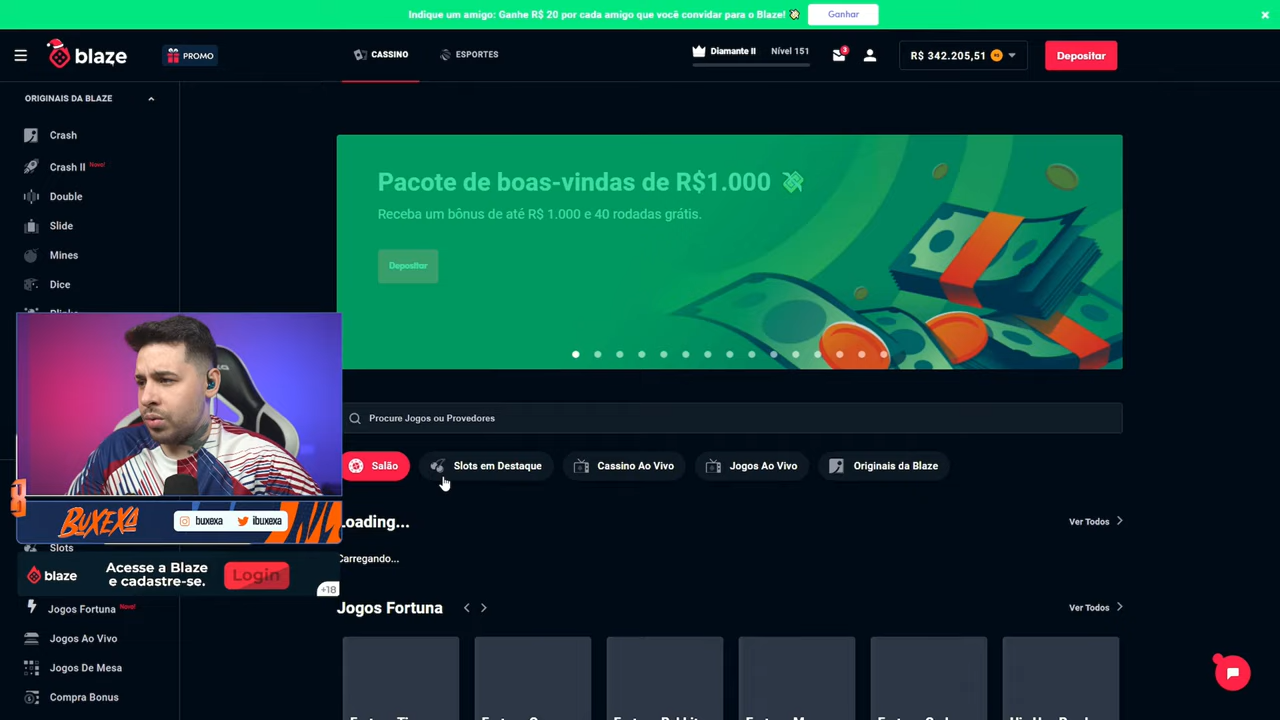 Indique um amigo: Ganhe R$ 20 por cada amigo que você convidar para o Blaze! 💸 Ganhar
blaze
PROMO
CASSINO
ESPORTES
Diamante II Nível 151
3
R$ 342.205,51 R$
Depositar
ORIGINAIS DA BLAZE
Crash
Crash II Novo!
Double
Slide
Mines
Dice
Pacote de boas-vindas de R$1.000 💸
Receba um bônus de até R$ 1.000 e 40 rodadas grátis.
Depositar
Procure Jogos ou Provedores
Salão
Slots em Destaque
Cassino Ao Vivo
Jogos Ao Vivo
Originais da Blaze
BUXEXA
buxexa
ibuxexa
Loading...
Ver Todos
Slots
Carregando...
blaze
Acesse a Blaze
e cadastre-se.
Login
+18
Jogos Fortuna Novo!
Jogos Ao Vivo
Jogos De Mesa
Compra Bonus
Jogos Fortuna
Ver Todos